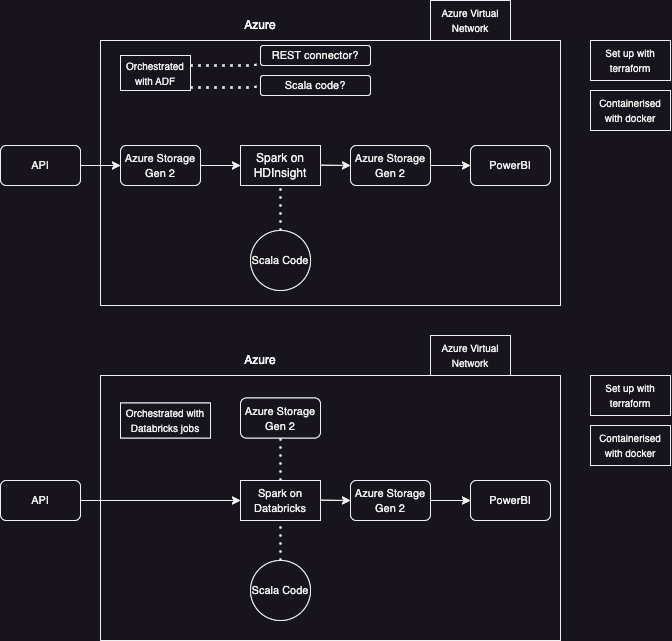 Azure
Azure Virtual
Network
Orchestrated
with ADF
REST connector?
Scala code?
Set up with
terraform
Containerised
with docker
API
Azure Storage
Gen 2
Spark on
HDInsight
Azure Storage
Gen 2
PowerBI
Scala Code
Azure
Azure Virtual
Network
Orchestrated with
Databricks jobs
Azure Storage
Gen 2
Set up with
terraform
Containerised
with docker
API
Spark on
Databricks
Azure Storage
Gen 2
PowerBI
Scala Code